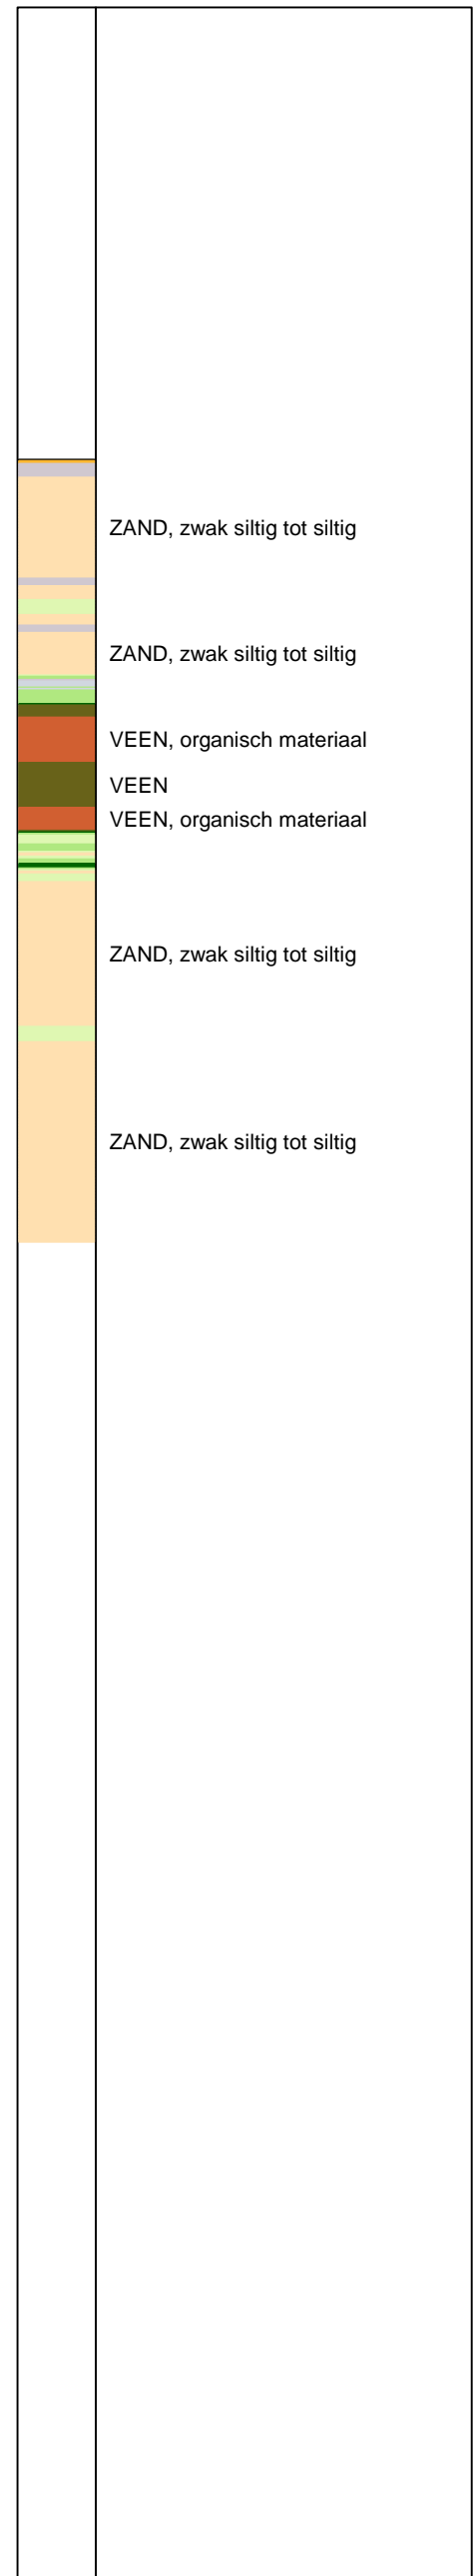 ZAND, zwak siltig tot siltig
ZAND, zwak siltig tot siltig
VEEN, organisch materiaal
VEEN
VEEN, organisch materiaal
ZAND, zwak siltig tot siltig
ZAND, zwak siltig tot siltig